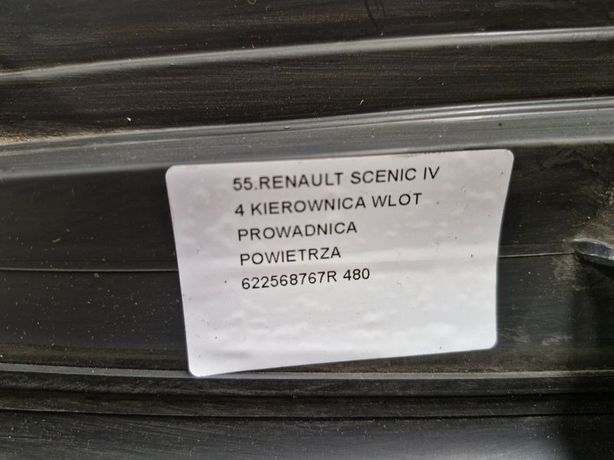 55.RENAULT SCENIC IV
4 KIEROWNICA WLOT
PROWADNICA
POWIETRZA
622568767R 480